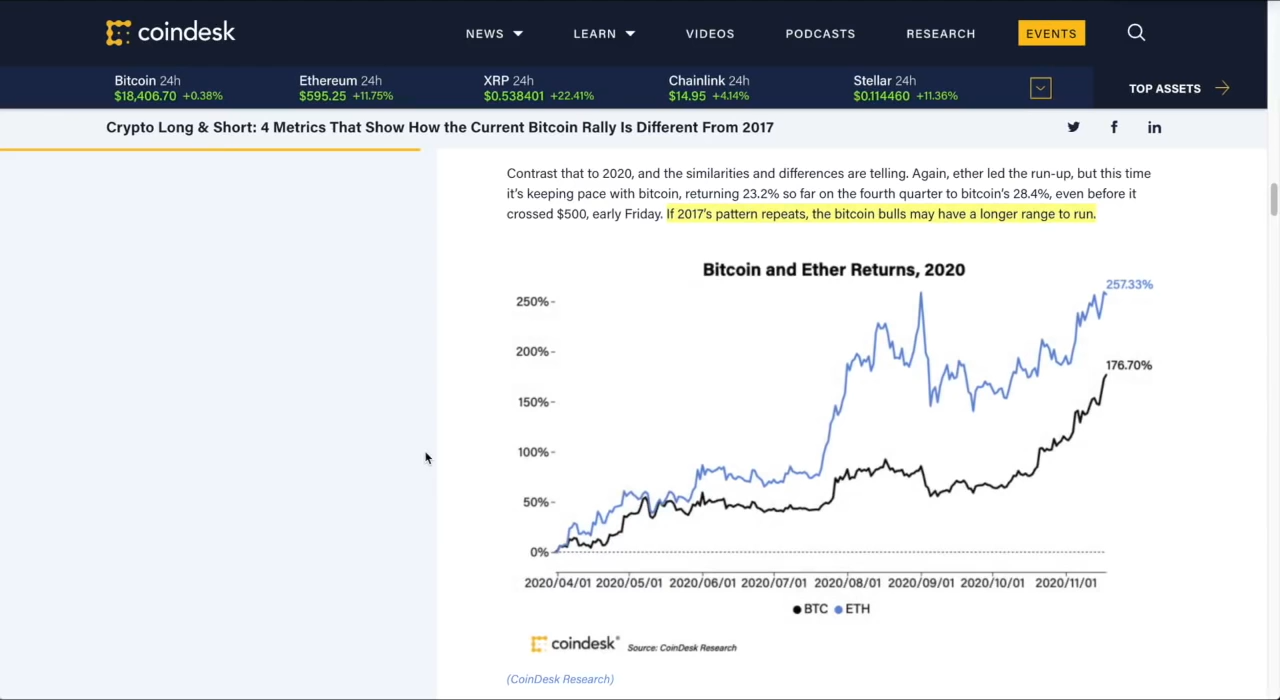 coindesk
NEWS LEARN VIDEOS PODCASTS RESEARCH EVENTS
Bitcoin 24h Ethereum 24h XRP 24h Chainlink 24h Stellar 24h
$18,406.70 +0.38% $595.25 +11.75% $0.538401 +22.41% $14.95 +4.14% $0.114460 +11.36%
TOP ASSETS
Crypto Long & Short: 4 Metrics That Show How the Current Bitcoin Rally Is Different From 2017
Contrast that to 2020, and the similarities and differences are telling. Again, ether led the run-up, but this time
it’s keeping pace with bitcoin, returning 23.2% so far on the fourth quarter to bitcoin’s 28.4%, even before it
crossed $500, early Friday. If 2017’s pattern repeats, the bitcoin bulls may have a longer range to run.
Bitcoin and Ether Returns, 2020
257.33%
250%
200%
176.70%
150%
100%
50%
0%
2020/04/01 2020/05/01 2020/06/01 2020/07/01 2020/08/01 2020/09/01 2020/10/01 2020/11/01
BTC ETH
coindesk Source: CoinDesk Research
(CoinDesk Research)